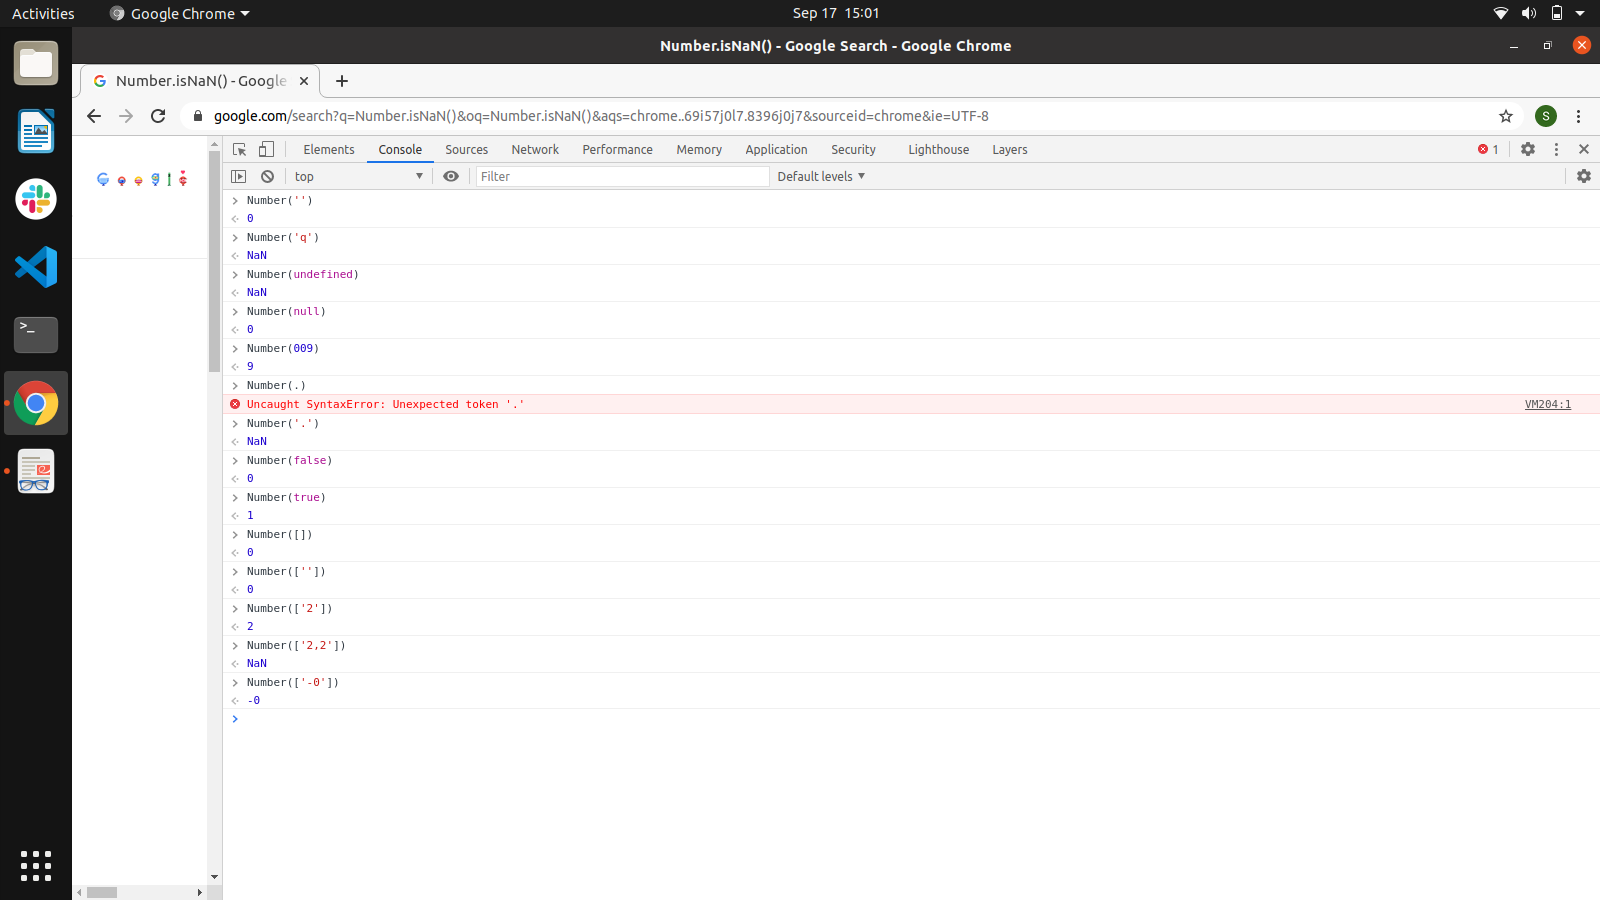 Activities Google Chrome Sep 17 15:01
Number.isNaN() - Google Search - Google Chrome
Number.isNaN() - Google
google.com/search?q=Number.isNaN()&oq=Number.isNaN()&aqs=chrome..69i57j0l7.8396j0j7&sourceid=chrome&ie=UTF-8 S
Elements Console Sources Network Performance Memory Application Security Lighthouse Layers 1
top Filter Default levels
Number('')
0
Number('q')
NaN
Number(undefined)
NaN
Number(null)
0
Number(009)
9
Number(.)
Uncaught SyntaxError: Unexpected token '.' VM204:1
Number('.')
NaN
Number(false)
0
Number(true)
1
Number([])
0
Number([''])
0
Number(['2'])
2
Number(['2,2'])
NaN
Number(['-0'])
-0